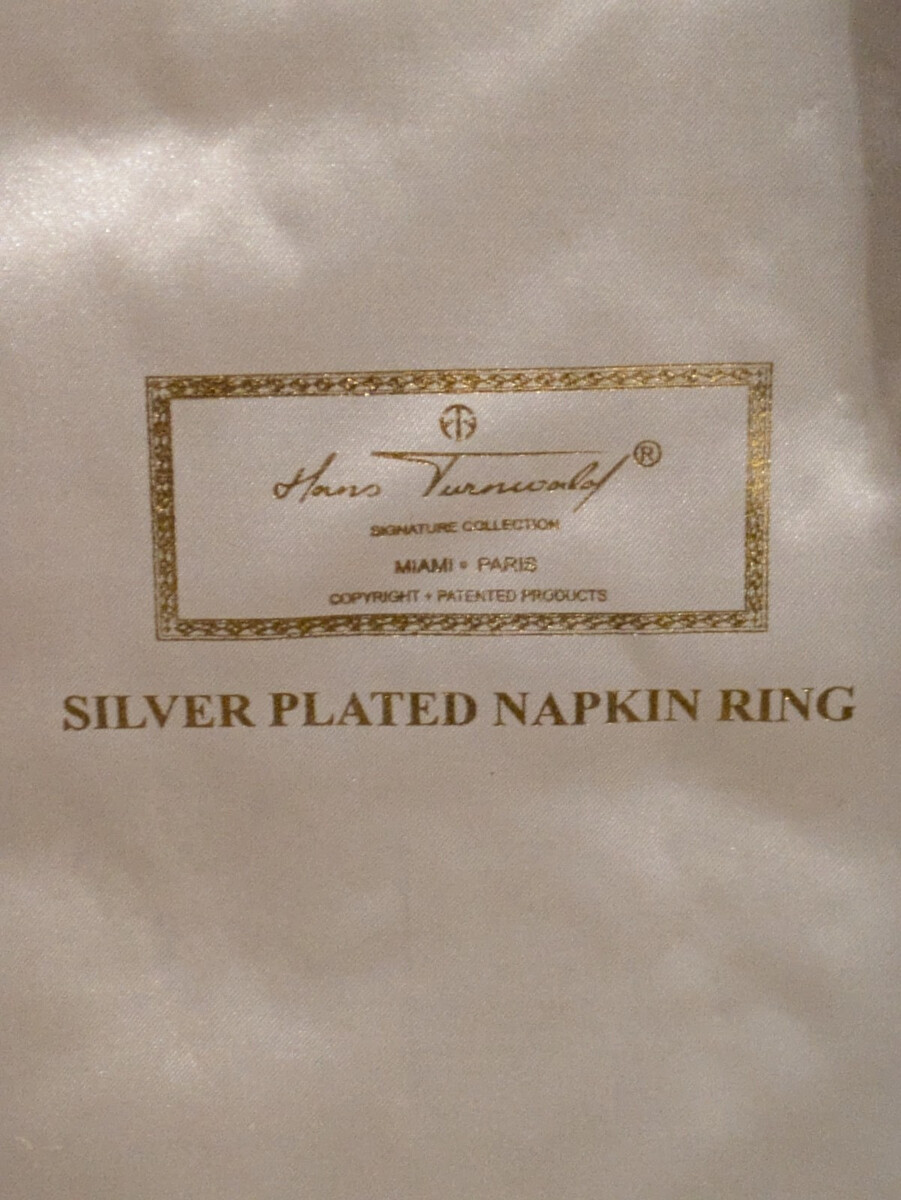 Hans Turnwald®
SIGNATURE COLLECTION
MIAMI • PARIS
COPYRIGHT • PATENTED PRODUCTS
SILVER PLATED NAPKIN RING